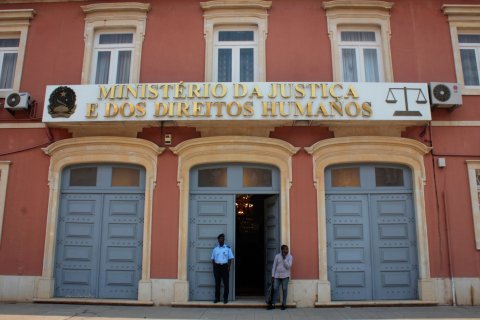 MINISTÉRIO DA JUSTIÇA
E DOS DIREITOS HUMANOS